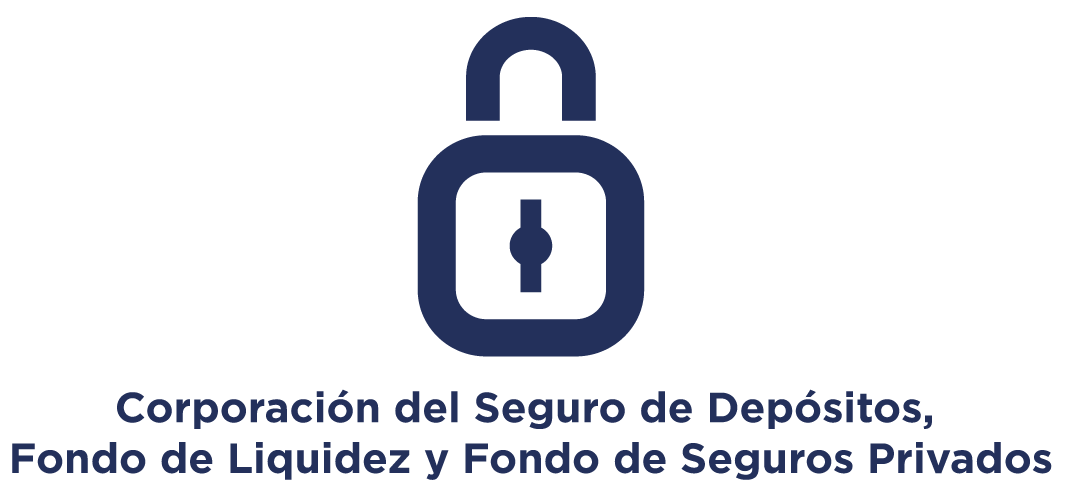 Corporación del Seguro de Depósitos,
Fondo de Liquidez y Fondo de Seguros Privados